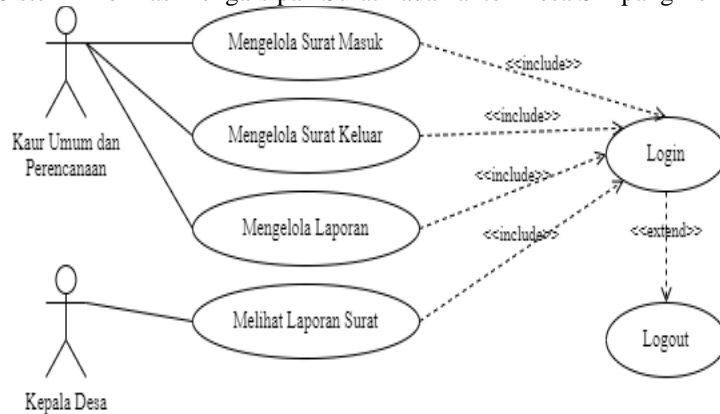 Mengelola Surat Masuk
<<include>>
<<include>>
Mengelola Surat Keluar
Kaur Umum dan
Perencanaan
Login
<<include>>
Mengelola Laporan
<<include>>
<<extend>>
Melihat Laporan Surat
Logout
Kepala Desa